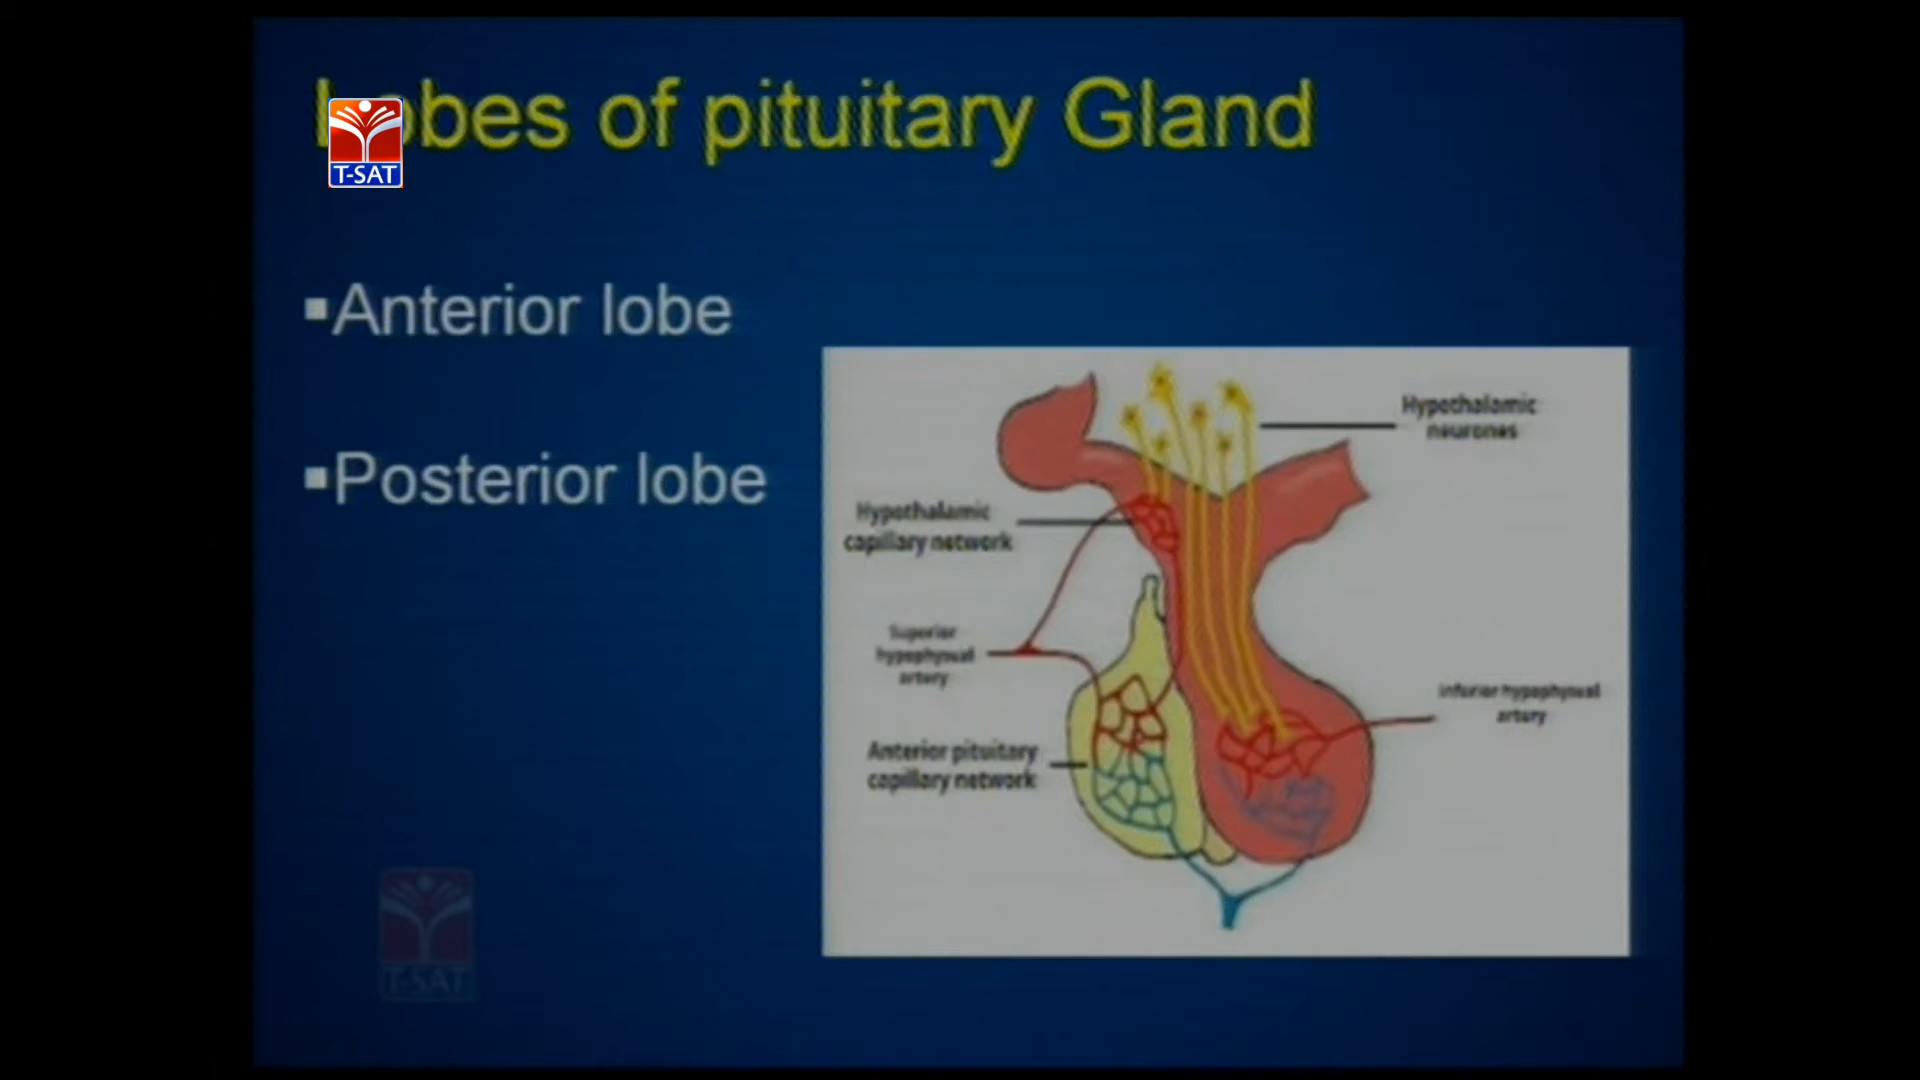 Lobes of pituitary Gland
T-SAT
▪Anterior lobe
▪Posterior lobe
Hypothalamic
neurones
Hypothalamic
capillary network
Superior
hypophyseal
artery
Inferior hypophyseal
artery
Anterior pituitary
capillary network
T-SAT